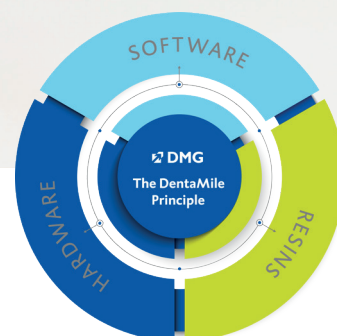 SOFTWARE
DMG
The DentaMile
Principle
HARDWARE
RESINS